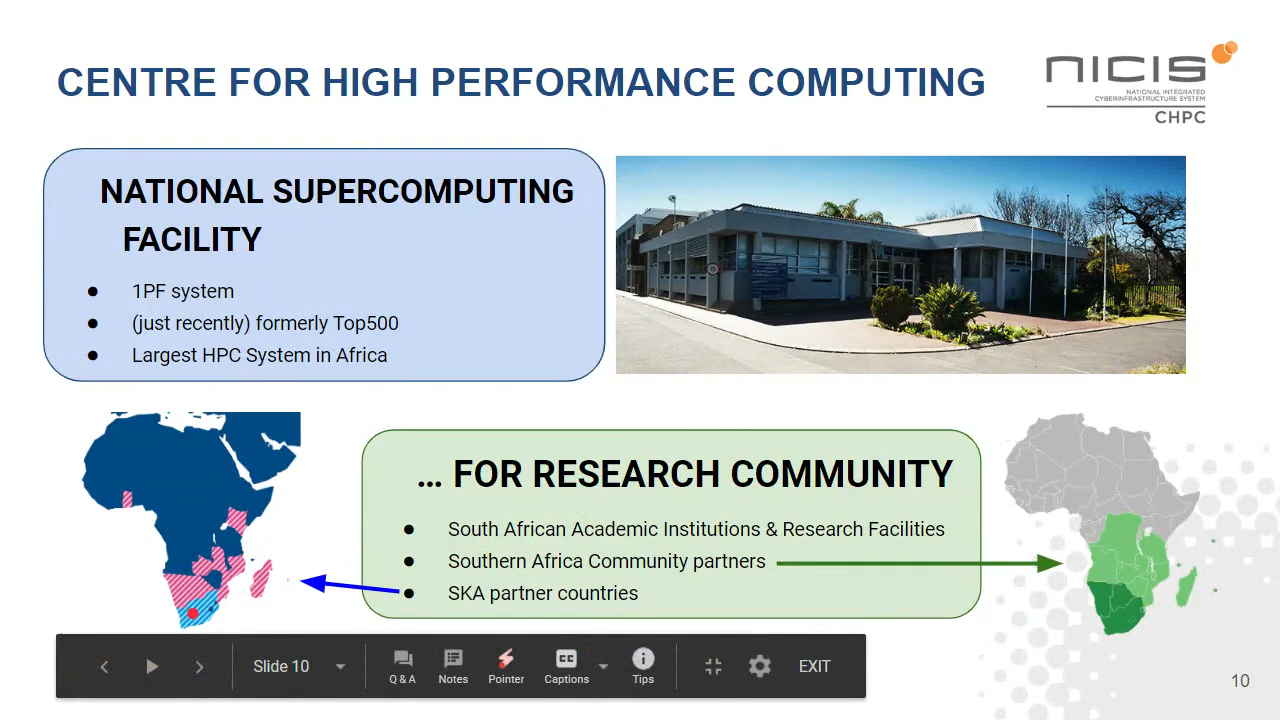 CENTRE FOR HIGH PERFORMANCE COMPUTING
NICIS
NATIONAL INTEGRATED
CYBERINFRASTRUCTURE SYSTEM
CHPC
NATIONAL SUPERCOMPUTING
FACILITY
● 1PF system
● (just recently) formerly Top500
● Largest HPC System in Africa
… FOR RESEARCH COMMUNITY
● South African Academic Institutions & Research Facilities
● Southern Africa Community partners
● SKA partner countries
Slide 10
Q & A
Notes
Pointer
CC
Captions
Tips
EXIT
10